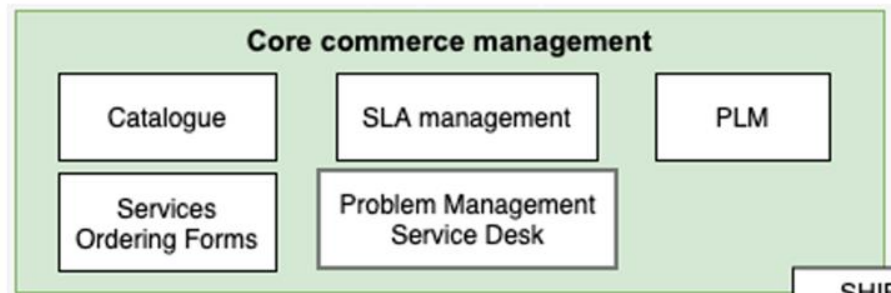 Core commerce management
Catalogue
SLA management
PLM
Services
Ordering Forms
Problem Management
Service Desk